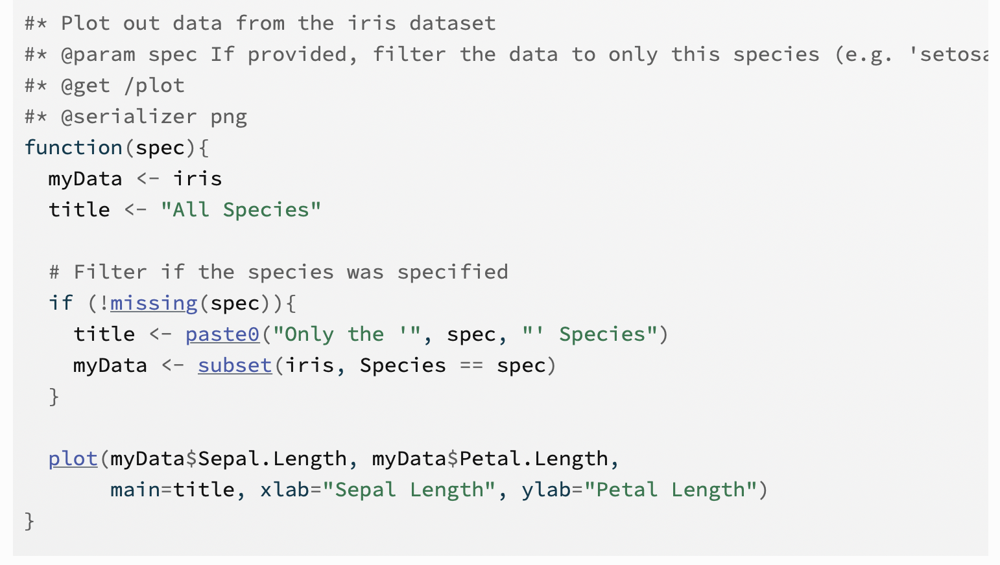 #* Plot out data from the iris dataset
#* @param spec If provided, filter the data to only this species (e.g. 'setosa
#* @get /plot
#* @serializer png
function(spec){
  myData <- iris
  title <- "All Species"

  # Filter if the species was specified
  if (!missing(spec)){
    title <- paste0("Only the '", spec, "' Species")
    myData <- subset(iris, Species == spec)
  }

  plot(myData$Sepal.Length, myData$Petal.Length,
       main=title, xlab="Sepal Length", ylab="Petal Length")
}